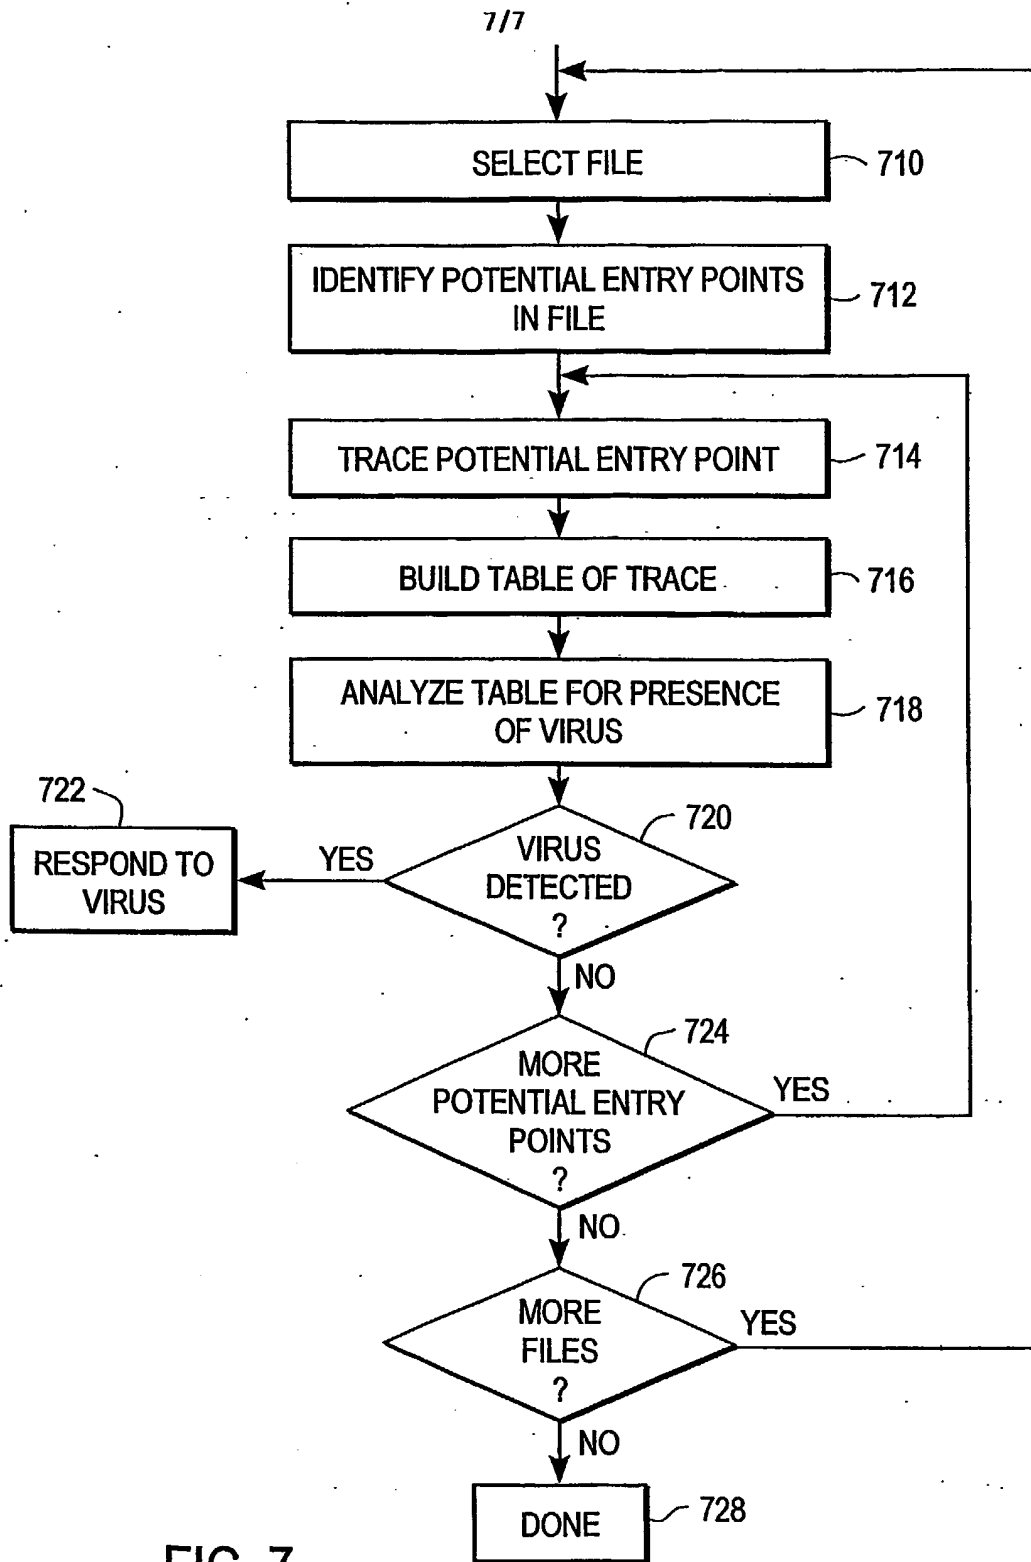 7/7
SELECT FILE
710
IDENTIFY POTENTIAL ENTRY POINTS
IN FILE
712
TRACE POTENTIAL ENTRY POINT
714
BUILD TABLE OF TRACE
716
ANALYZE TABLE FOR PRESENCE
OF VIRUS
718
722
RESPOND TO
VIRUS
YES
720
VIRUS
DETECTED
?
NO
724
MORE
POTENTIAL ENTRY
POINTS
?
YES
NO
726
MORE
FILES
?
YES
NO
DONE
728
FIG. 7